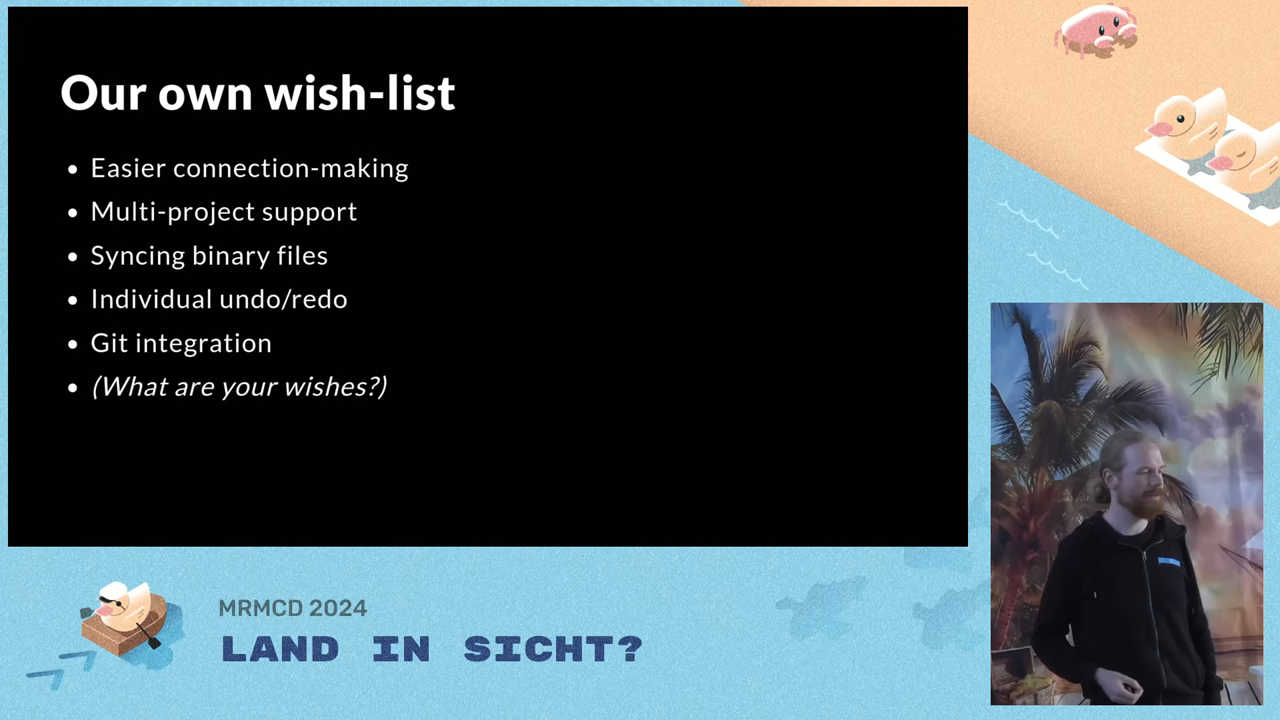 Our own wish-list
• Easier connection-making
• Multi-project support
• Syncing binary files
• Individual undo/redo
• Git integration
• (What are your wishes?)
MRMCD 2024
LAND IN SICHT?